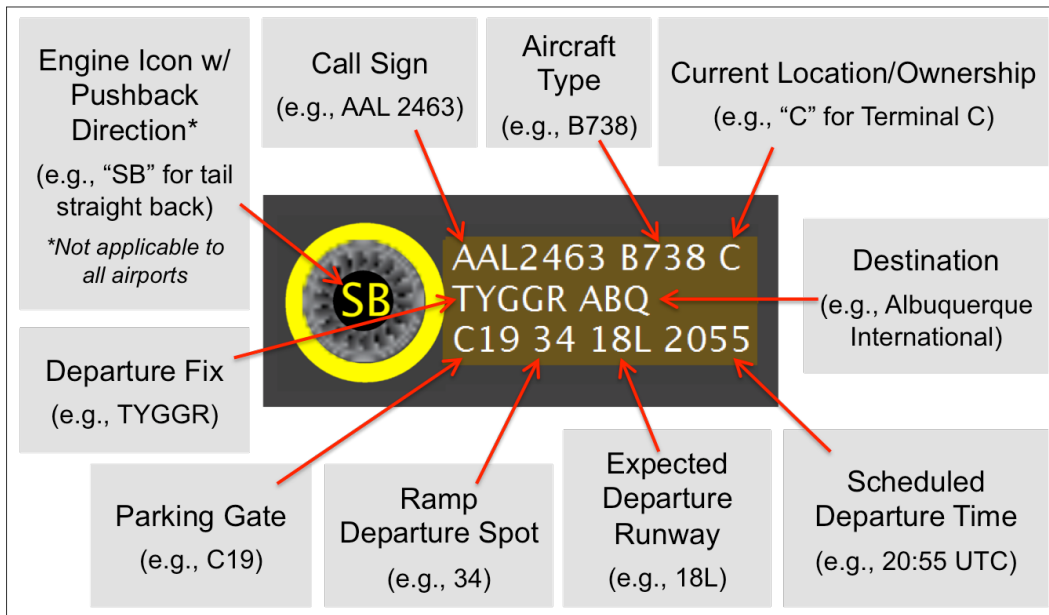 Engine Icon w/
Pushback
Direction*
(e.g., “SB” for tail
straight back)
*Not applicable to
all airports
Call Sign
(e.g., AAL 2463)
Aircraft
Type
(e.g., B738)
Current Location/Ownership
(e.g., “C” for Terminal C)
SB
AAL2463 B738 C
TYGGR ABQ
C19 34 18L 2055
Destination
(e.g., Albuquerque
International)
Departure Fix
(e.g., TYGGR)
Parking Gate
(e.g., C19)
Ramp
Departure Spot
(e.g., 34)
Expected
Departure
Runway
(e.g., 18L)
Scheduled
Departure Time
(e.g., 20:55 UTC)